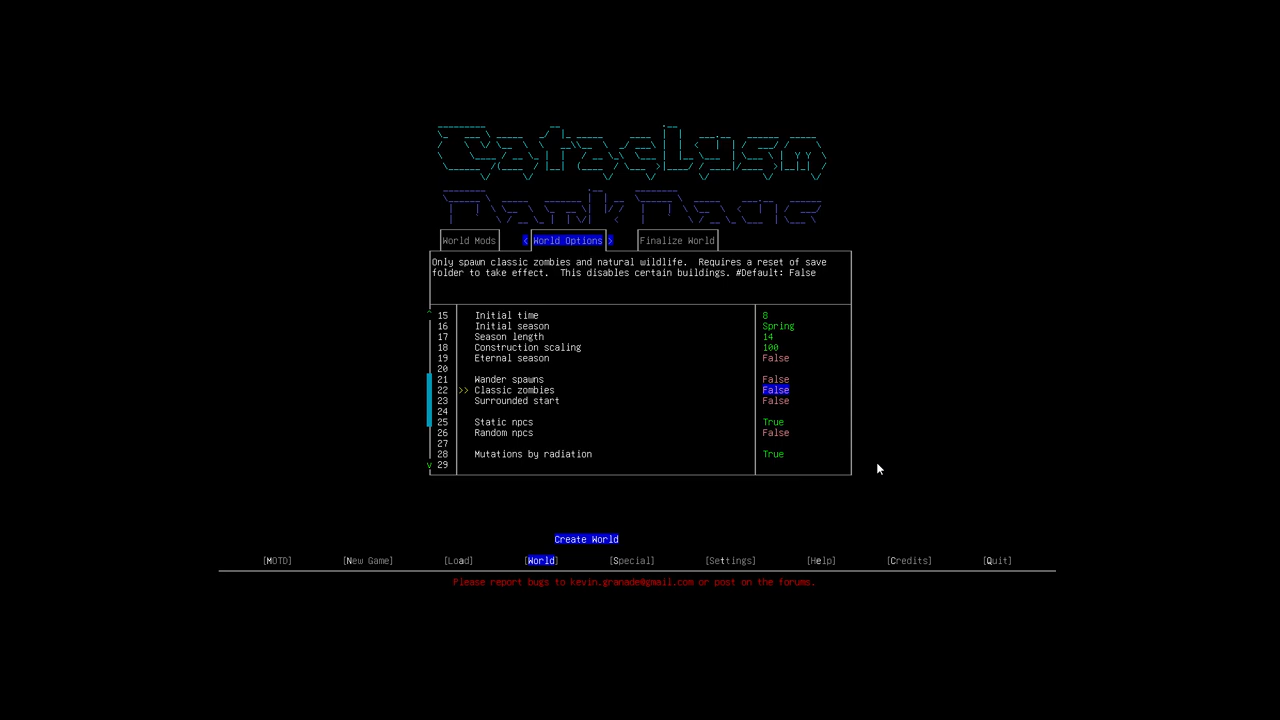 Cataclysm
Dark Days
World Mods < World Options > Finalize World
Only spawn classic zombies and natural wildlife. Requires a reset of save
folder to take effect. This disables certain buildings. #Default: False
^ 15 Initial time 8
16 Initial season Spring
17 Season length 14
18 Construction scaling 100
19 Eternal season False
20
21 Wander spawns False
22 >> Classic zombies False
23 Surrounded start False
24
25 Static npcs True
26 Random npcs False
27
28 Mutations by radiation True
v 29
Create World
[MOTD] [New Game] [Load] [World] [Special] [Settings] [Help] [Credits] [Quit]
Please report bugs to kevin.granade@gmail.com or post on the forums.